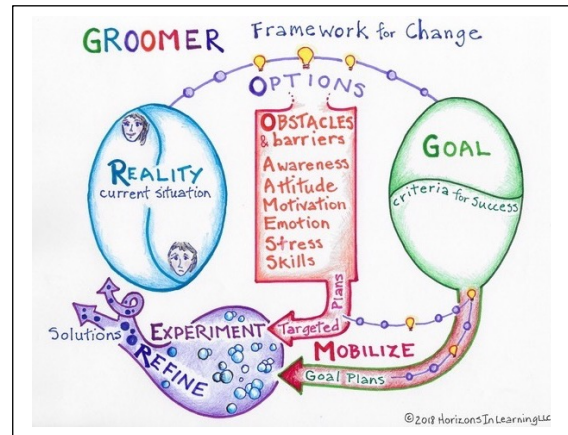 GROOMER Framework for Change
OPTIONS
REALITY
current situation
OBSTACLES
& barriers
Awareness
Attitude
Motivation
Emotion
Stress
Skills
GOAL
criteria for success
Plans
Targeted
EXPERIMENT
Solutions
REFINE
MOBILIZE
Goal Plans
©2018 HorizonsInLearningLLC